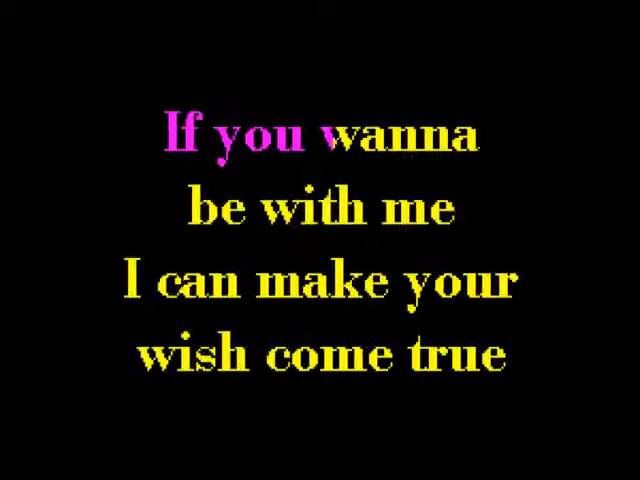 If you wanna
be with me
I can make your
wish come true